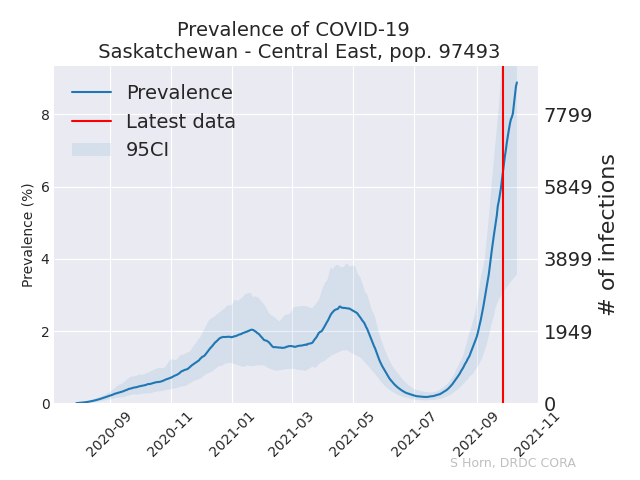 Prevalence of COVID-19
Saskatchewan - Central East, pop. 97493
Prevalence
Latest data
95CI
Prevalence (%)
8
6
4
2
0
7799
5849
3899
1949
0
# of infections
2020-09
2020-11
2021-01
2021-03
2021-05
2021-07
2021-09
2021-11
S Horn, DRDC CORA